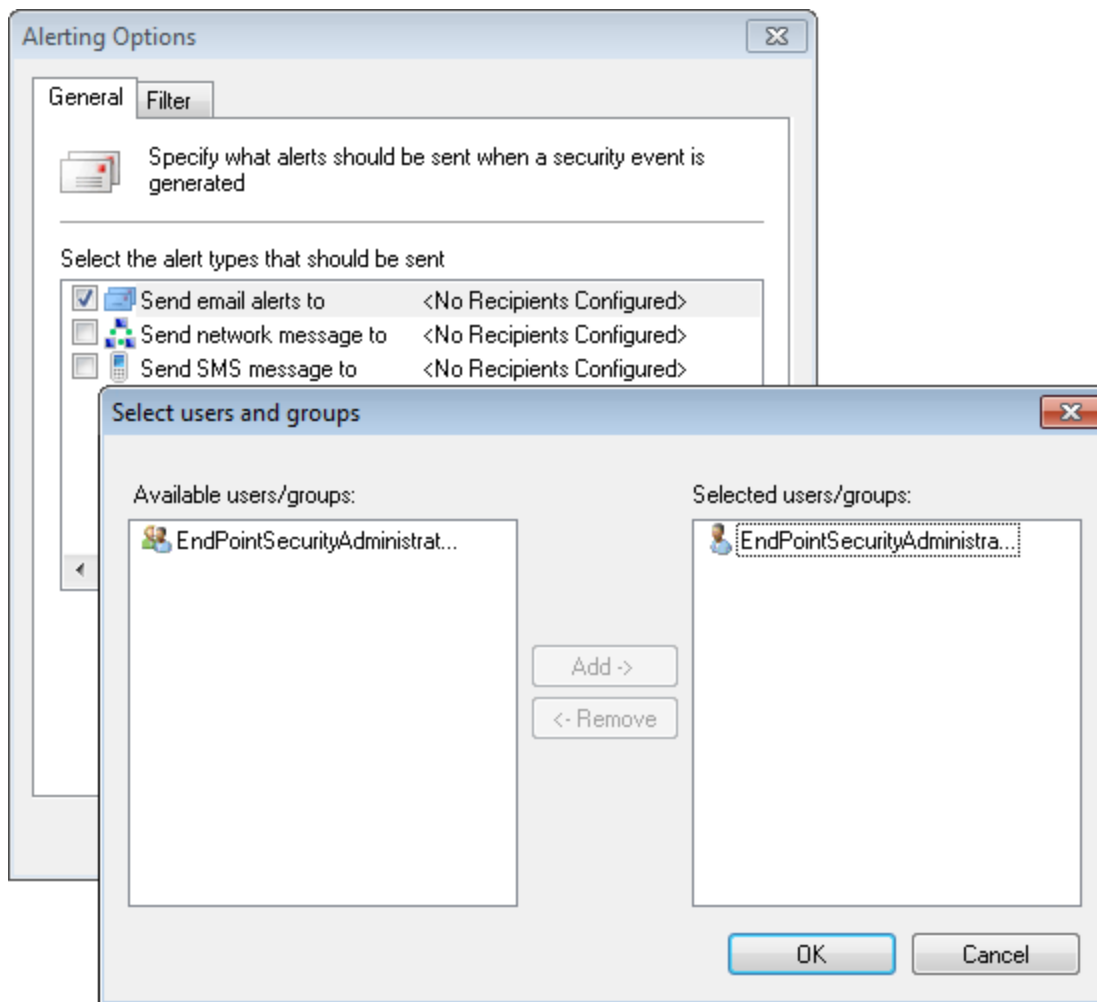 Alerting Options
General
Filter
Specify what alerts should be sent when a security event is
generated
Select the alert types that should be sent
Send email alerts to <No Recipients Configured>
Send network message to <No Recipients Configured>
Send SMS message to <No Recipients Configured>
Select users and groups
Available users/groups:
Selected users/groups:
EndPointSecurityAdministrat...
EndPointSecurityAdministra...
Add ->
<- Remove
OK
Cancel